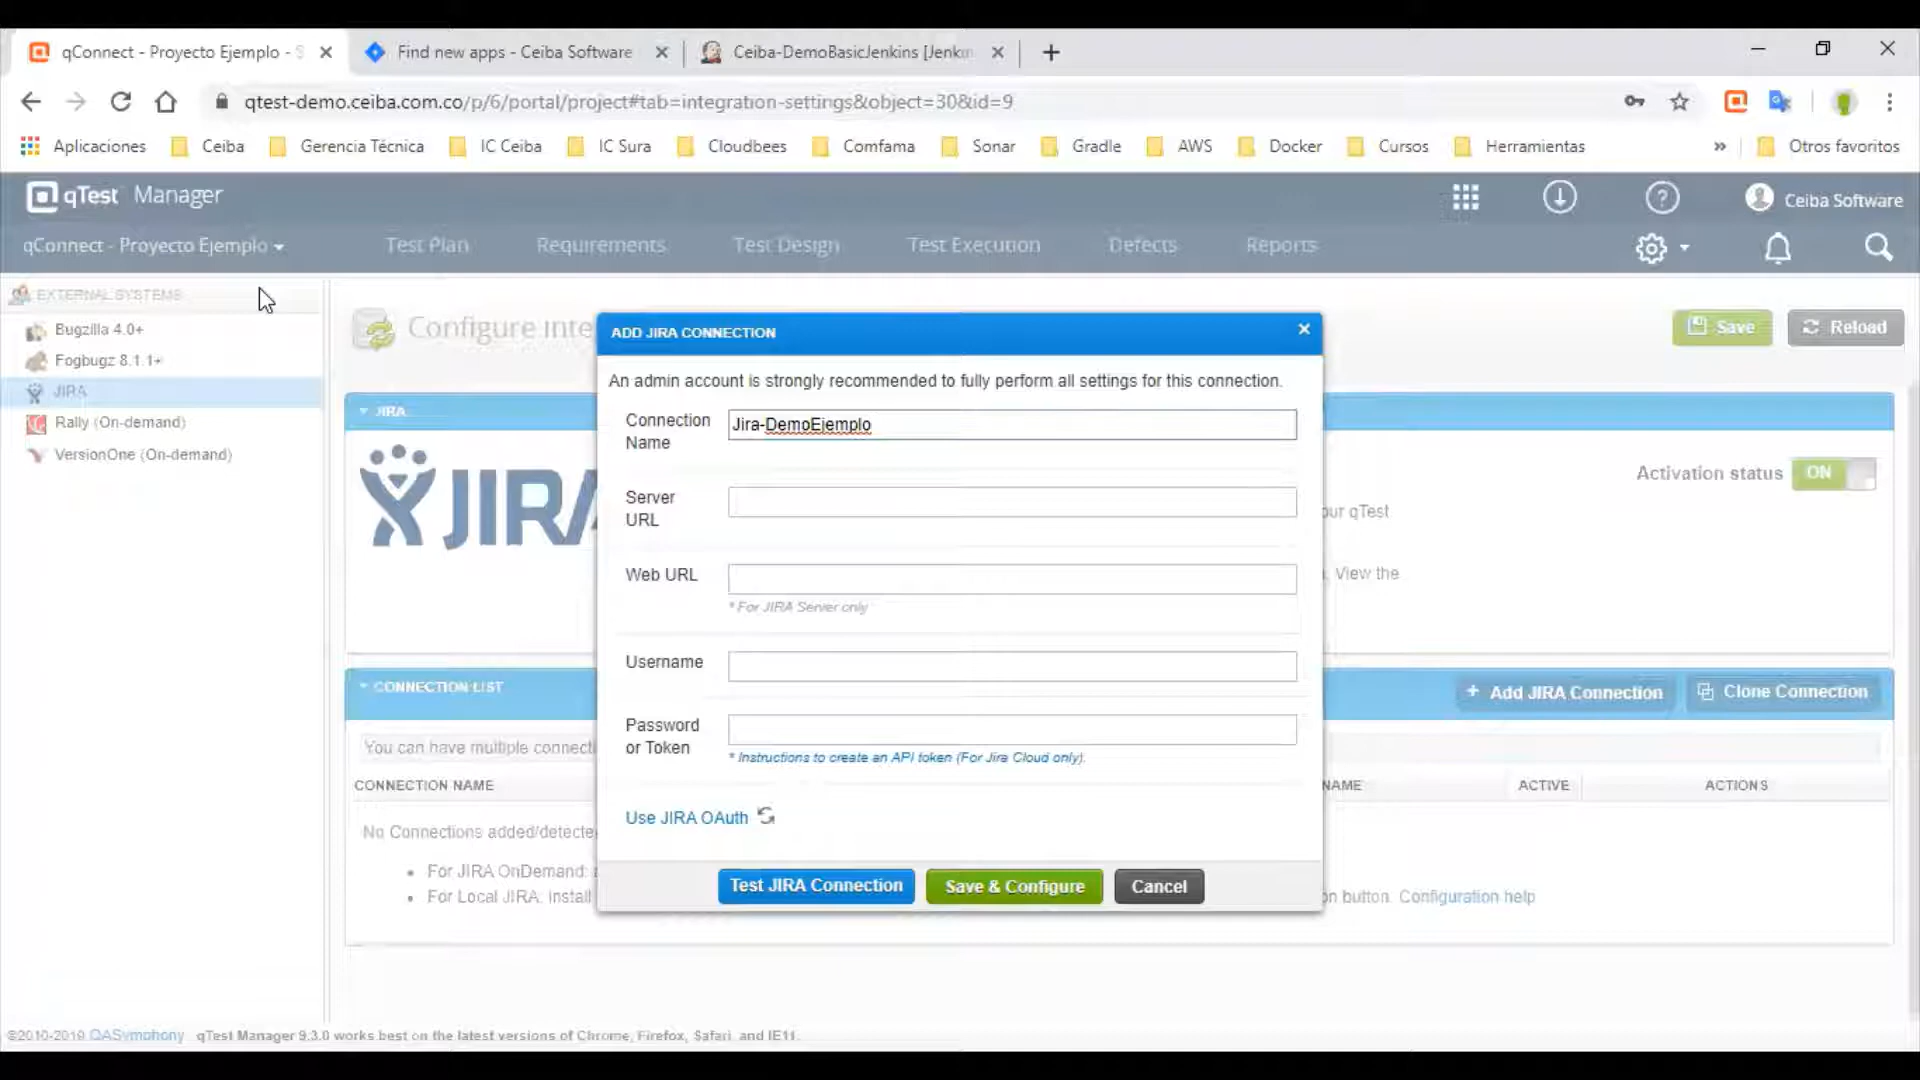 qConnect - Proyecto Ejemplo -
Find new apps - Ceiba Software
Ceiba-DemoBasicJenkins [Jenki
qtest-demo.ceiba.com.co/p/6/portal/project#tab=integration-settings&object=30&id=9
Aplicaciones
Ceiba
Gerencia Técnica
IC Ceiba
IC Sura
Cloudbees
Comfama
Sonar
Gradle
AWS
Docker
Cursos
Herramientas
»
Otros favoritos
qTest Manager
Ceiba Software
qConnect - Proyecto Ejemplo
Test Plan
Requirements
Test Design
Test Execution
Defects
Reports
EXTERNAL SYSTEMS
Bugzilla 4.0+
Fogbugz 8.1.1+
JIRA
Rally (On-demand)
VersionOne (On-demand)
Configure inte
Save
Reload
JIRA
JIRA
Activation status
ON
our qTest
View the
ADD JIRA CONNECTION
An admin account is strongly recommended to fully perform all settings for this connection.
Connection Name
Jira-DemoEjemplo
Server URL
Web URL
* For JIRA Server only
Username
Password or Token
* Instructions to create an API token (For Jira Cloud only).
Use JIRA OAuth
Test JIRA Connection
Save & Configure
Cancel
CONNECTION LIST
+ Add JIRA Connection
Clone Connection
You can have multiple connecti
CONNECTION NAME
NAME
ACTIVE
ACTIONS
No Connections added/detecte
For JIRA OnDemand:
For Local JIRA: Install
on button. Configuration help
©2010-2019 QASymphony qTest Manager 9.3.0 works best on the latest versions of Chrome, Firefox, Safari, and IE11.